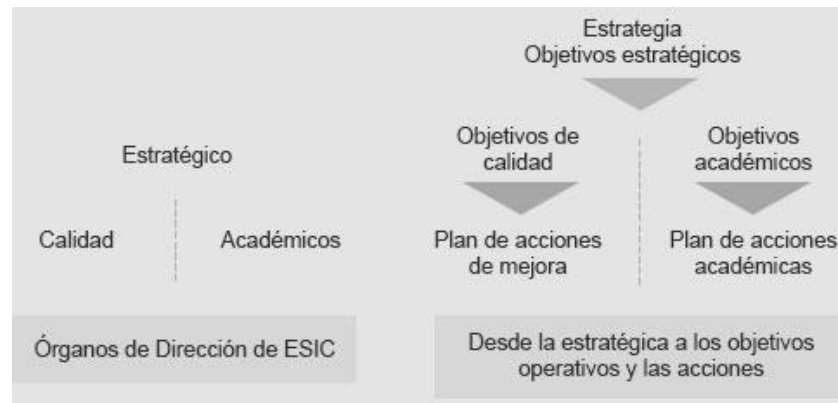 Estrategia
Objetivos estratégicos
Estratégico
Calidad
Académicos
Órganos de Dirección de ESIC
Objetivos de
calidad
Objetivos
académicos
Plan de acciones
de mejora
Plan de acciones
académicas
Desde la estratégica a los objetivos
operativos y las acciones